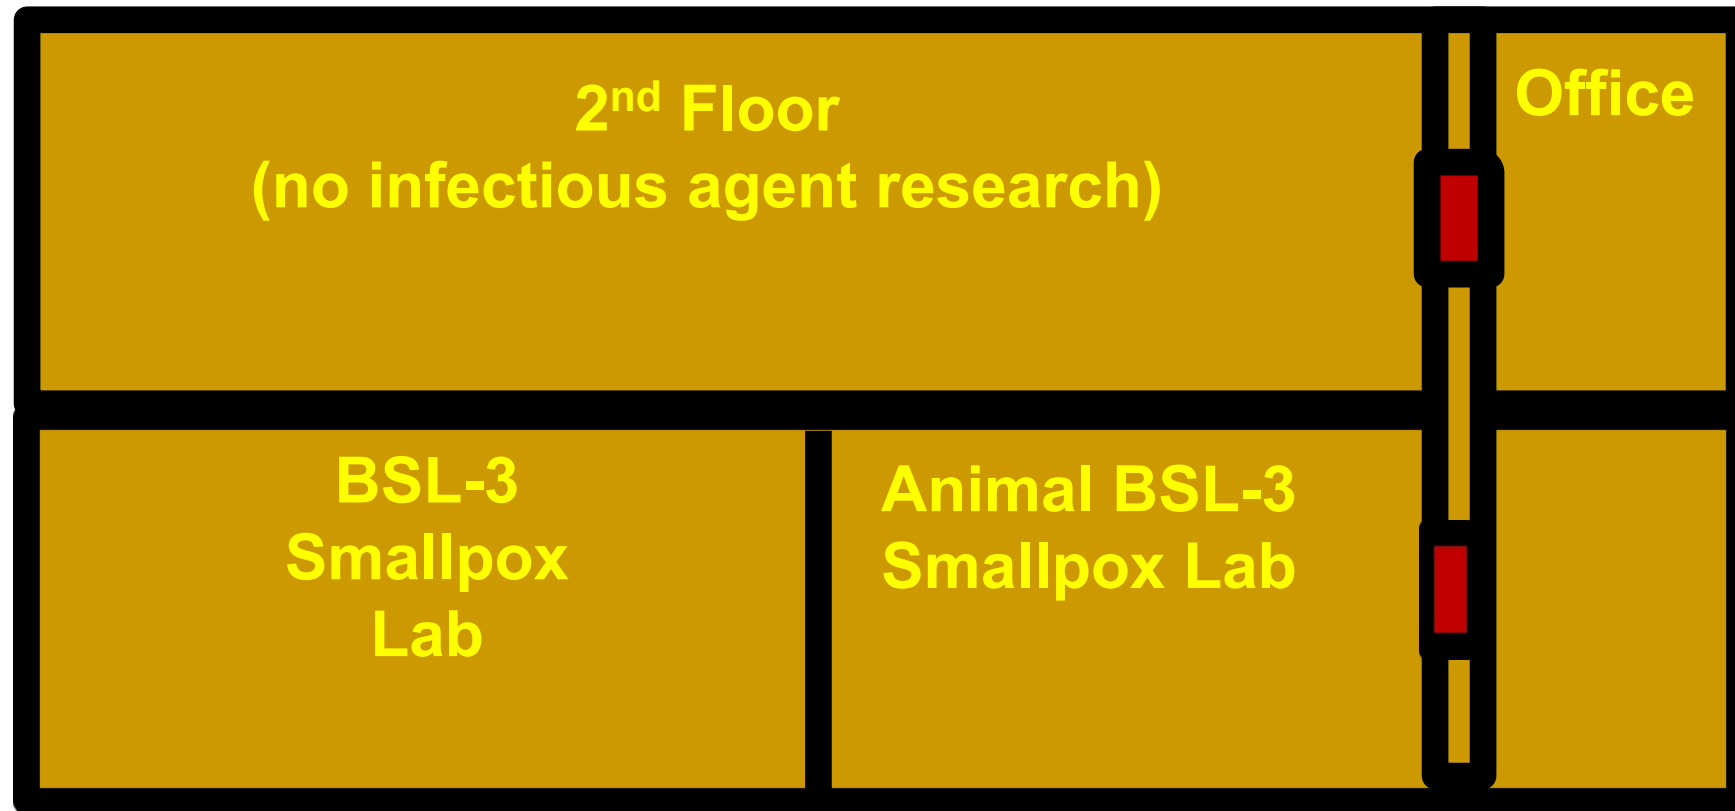 2nd Floor
(no infectious agent research)
Office
BSL-3
Smallpox
Lab
Animal BSL-3
Smallpox Lab